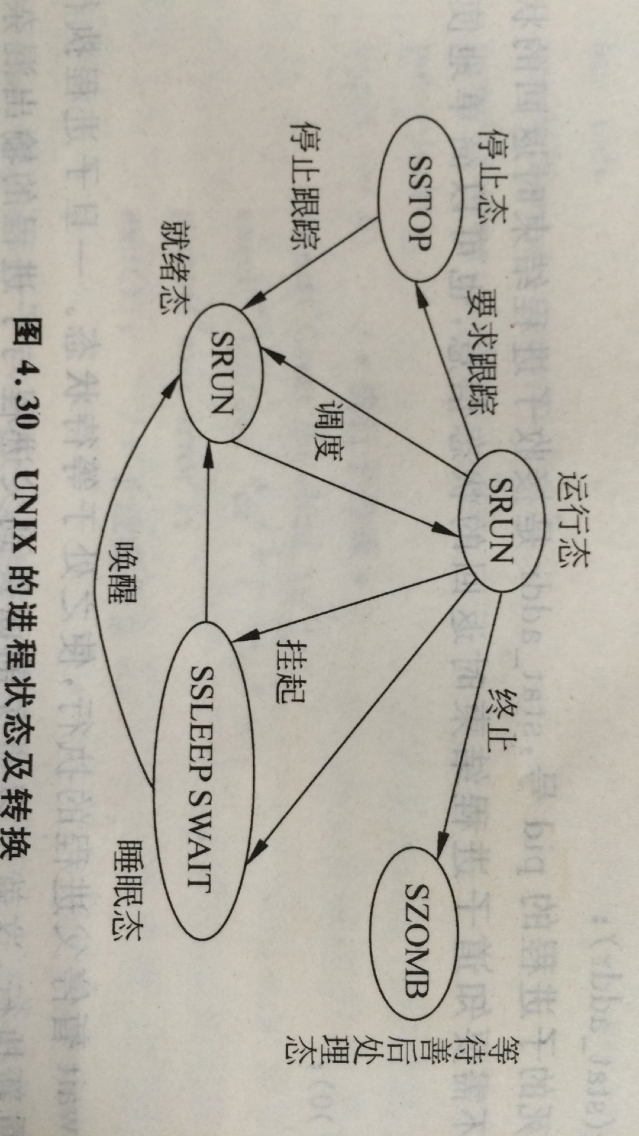 运行态
SRUN
停止态
要求跟踪
终止
SSTOP
SZOMB
等待善后处理态
停止跟踪
调度
挂起
就绪态
SRUN
SSLEEP SWAIT
唤醒
睡眠态
图 4.30 UNIX 的进程状态及转换